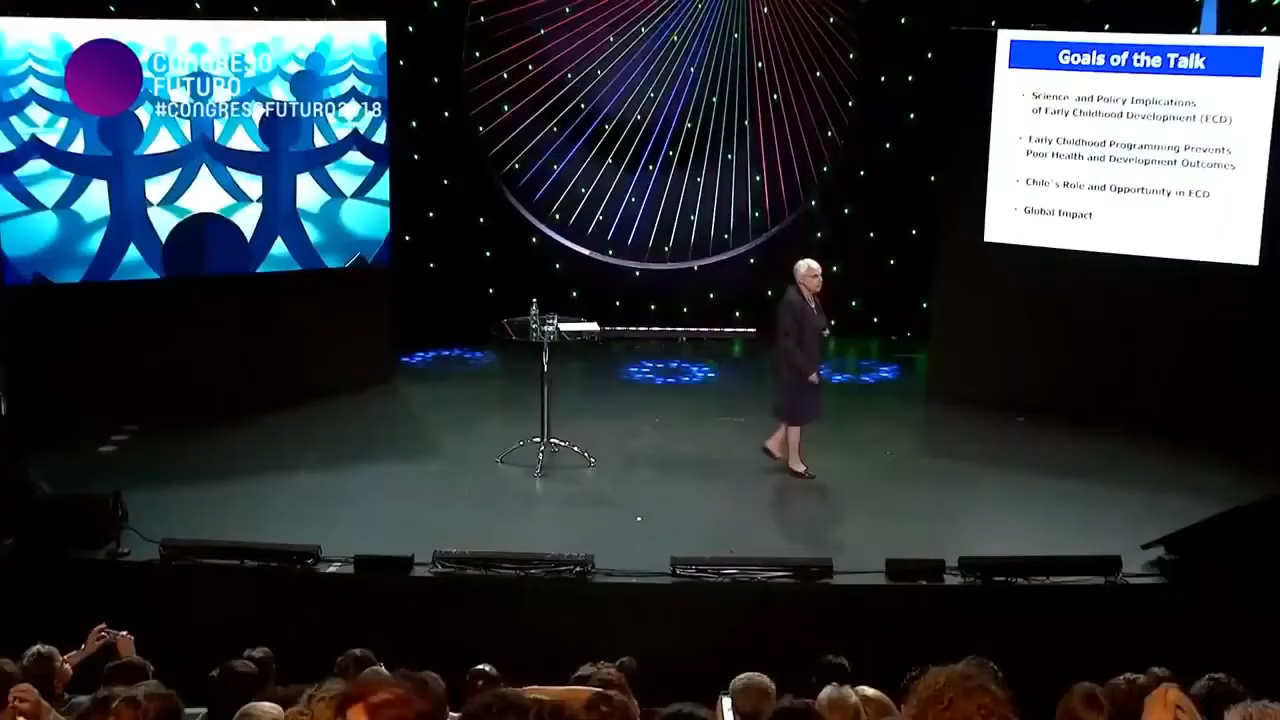 CONGRESO
FUTURO
#CONGRESOFUTURO2018
Goals of the Talk
· Science and Policy Implications
of Early Childhood Development (ECD)
· Early Childhood Programming Prevents
Poor Health and Development Outcomes
· Chile's Role and Opportunity in ECD
· Global Impact